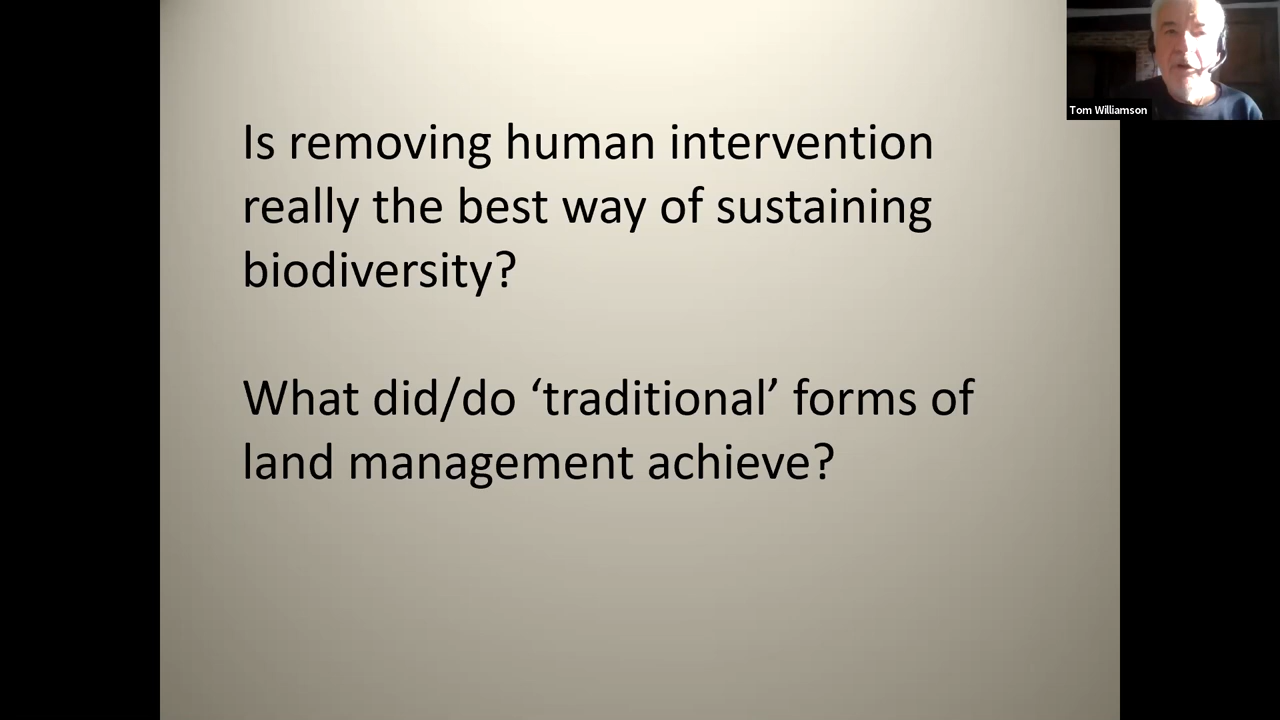 Tom Williamson
Is removing human intervention
really the best way of sustaining
biodiversity?
What did/do ‘traditional’ forms of
land management achieve?